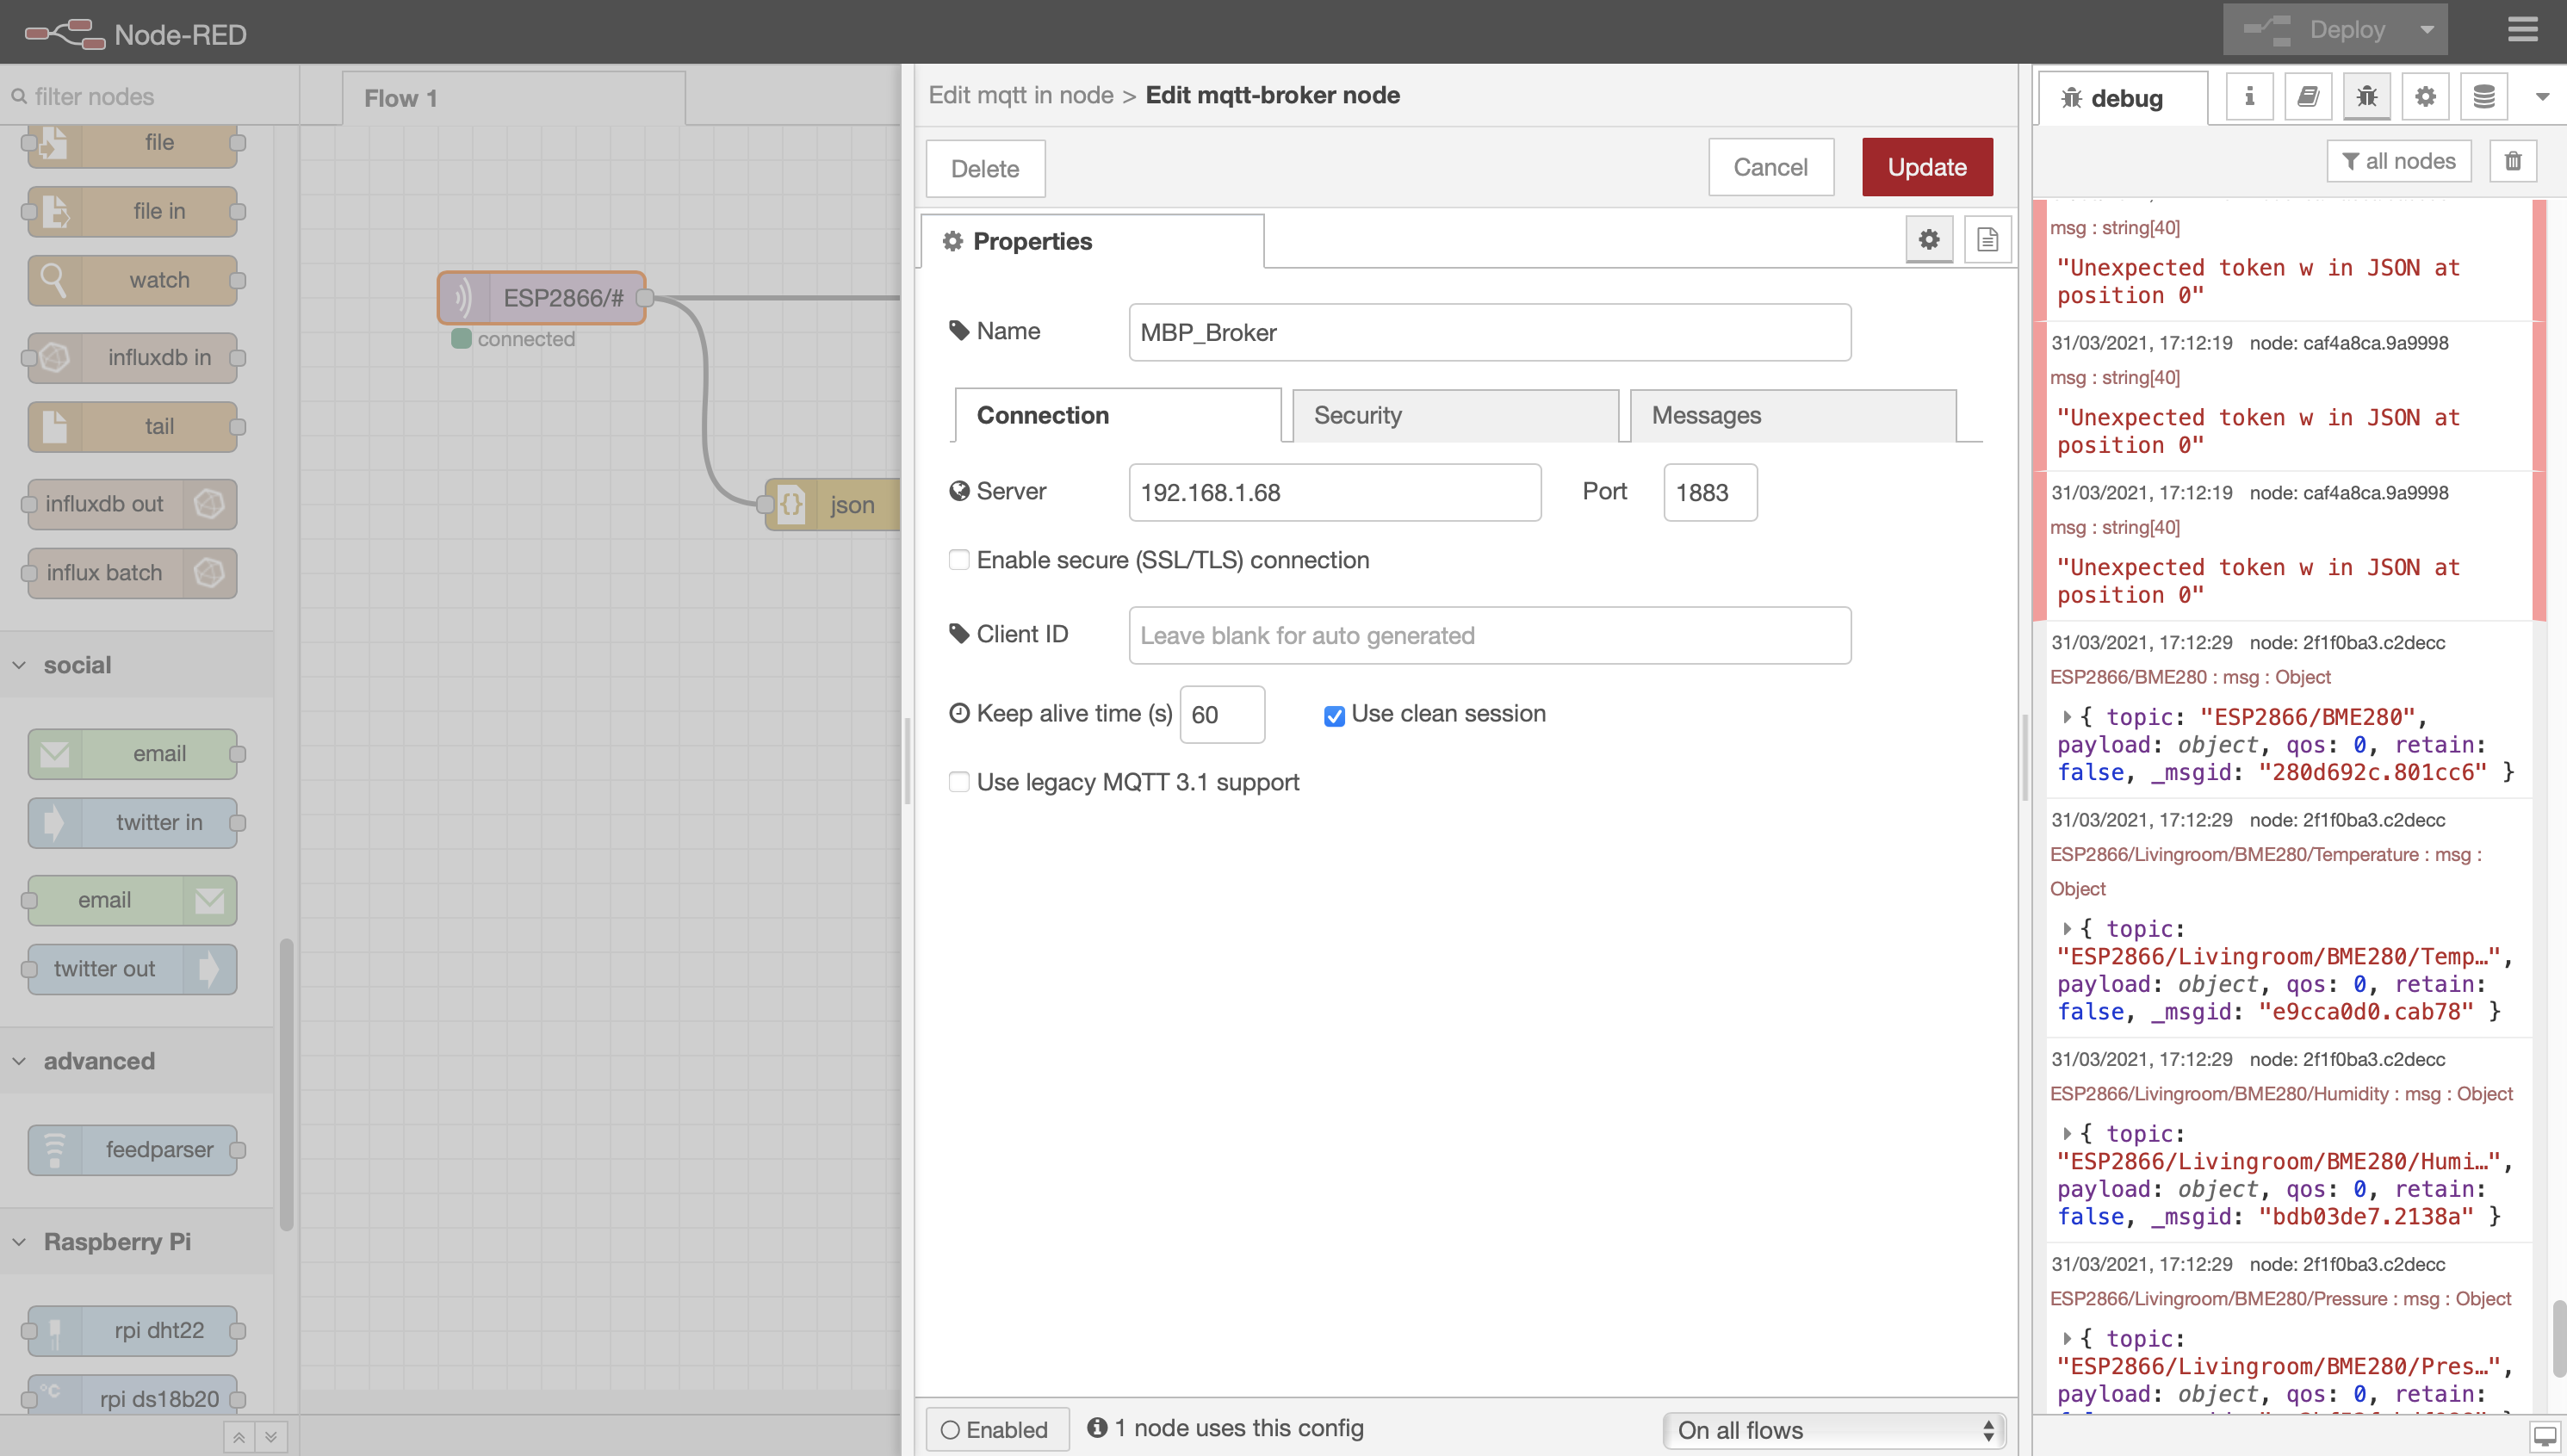 Node-RED
Deploy
filter nodes
file
file in
watch
influxdb in
tail
influxdb out
influx batch
social
email
twitter in
email
twitter out
advanced
feedparser
Raspberry Pi
rpi dht22
°C
rpi ds18b20
Flow 1
ESP2866/#
connected
{}
json
Edit mqtt in node > Edit mqtt-broker node
Delete
Cancel
Update
Properties
Name
MBP_Broker
Connection
Security
Messages
Server
192.168.1.68
Port
1883
Enable secure (SSL/TLS) connection
Client ID
Leave blank for auto generated
Keep alive time (s)
60
Use clean session
Use legacy MQTT 3.1 support
Enabled
1 node uses this config
On all flows
debug
all nodes
msg : string[40]
"Unexpected token w in JSON at
position 0"
31/03/2021, 17:12:19 node: caf4a8ca.9a9998
msg : string[40]
"Unexpected token w in JSON at
position 0"
31/03/2021, 17:12:19 node: caf4a8ca.9a9998
msg : string[40]
"Unexpected token w in JSON at
position 0"
31/03/2021, 17:12:29 node: 2f1f0ba3.c2decc
ESP2866/BME280 : msg : Object
{ topic: "ESP2866/BME280",
payload: object, qos: 0, retain:
false, _msgid: "280d692c.801cc6" }
31/03/2021, 17:12:29 node: 2f1f0ba3.c2decc
ESP2866/Livingroom/BME280/Temperature : msg :
Object
{ topic:
"ESP2866/Livingroom/BME280/Temp…",
payload: object, qos: 0, retain:
false, _msgid: "e9cca0d0.cab78" }
31/03/2021, 17:12:29 node: 2f1f0ba3.c2decc
ESP2866/Livingroom/BME280/Humidity : msg : Object
{ topic:
"ESP2866/Livingroom/BME280/Humi…",
payload: object, qos: 0, retain:
false, _msgid: "bdb03de7.2138a" }
31/03/2021, 17:12:29 node: 2f1f0ba3.c2decc
ESP2866/Livingroom/BME280/Pressure : msg : Object
{ topic:
"ESP2866/Livingroom/BME280/Pres…",
payload: object, qos: 0, retain: